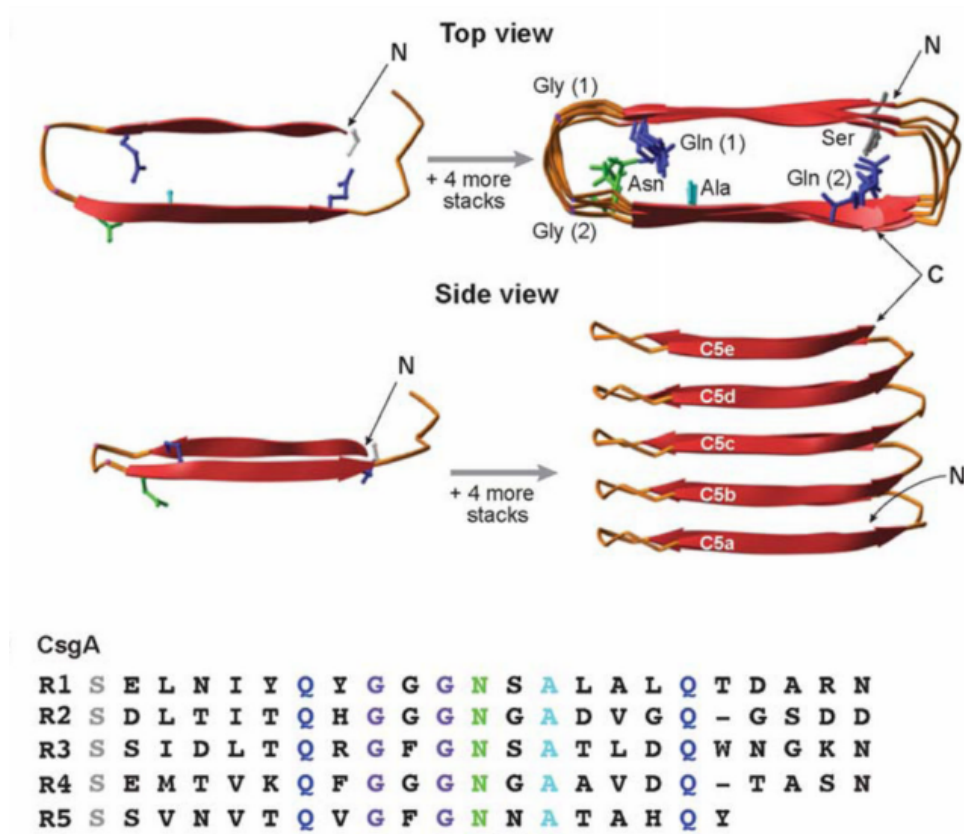 Top view
N
N
Gly (1)
Ser
Gln (1)
+ 4 more
stacks
Asn
Ala
Gln (2)
Gly (2)
C
Side view
N
C5e
C5d
C5c
N
+ 4 more
stacks
C5b
C5a
CsgA
R1 S E L N I Y Q Y G G G N S A L A L Q T D A R N
R2 S D L T I T Q H G G G N G A D V G Q - G S D D
R3 S S I D L T Q R G F G N S A T L D Q W N G K N
R4 S E M T V K Q F G G G N G A A V D Q - T A S N
R5 S S V N V T Q V G F G N N A T A H Q Y